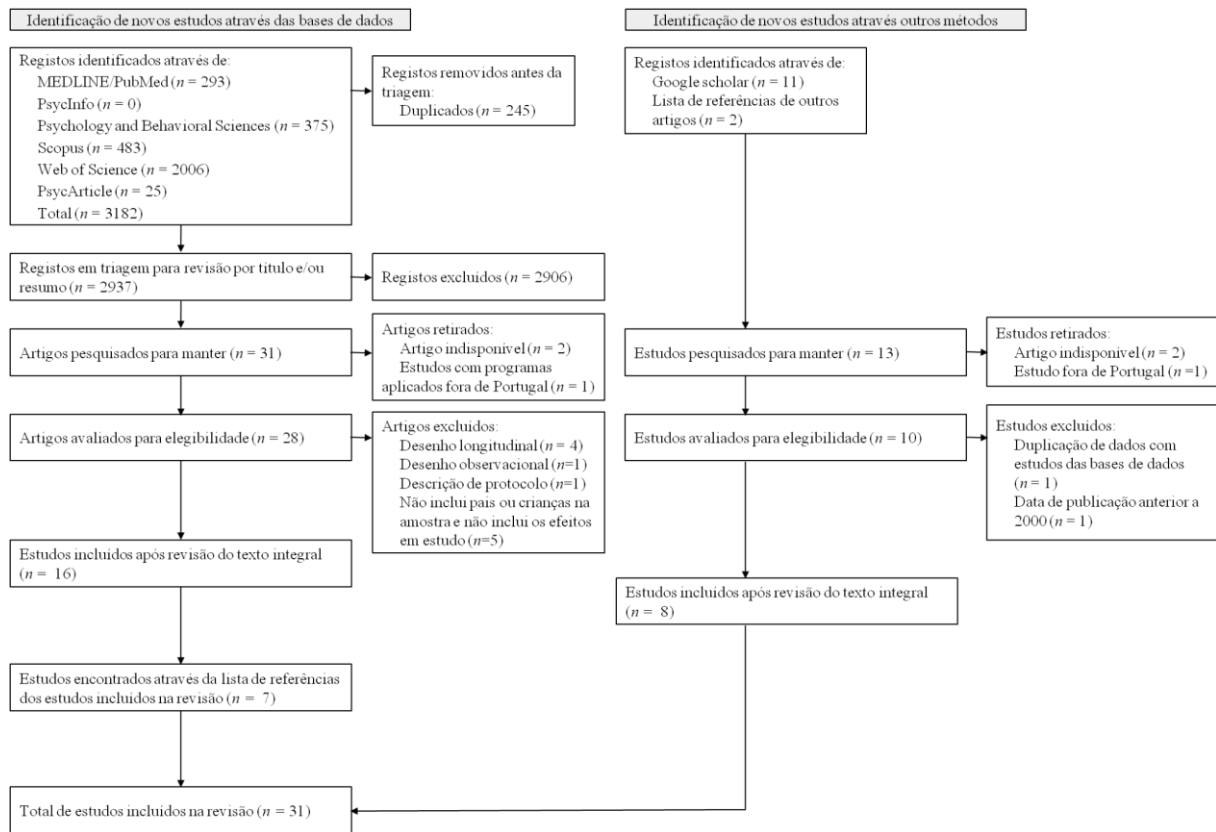 Identificação de novos estudos através das bases de dados
Registos identificados através de:
MEDLINE/PubMed (n = 293)
PsycInfo (n = 0)
Psychology and Behavioral Sciences (n = 375)
Scopus (n = 483)
Web of Science (n = 2006)
PsycArticle (n = 25)
Total (n = 3182)
Registos removidos antes da
triagem:
Duplicados (n = 245)
Registos em triagem para revisão por título e/ou
resumo (n = 2937)
Registos excluídos (n = 2906)
Artigos pesquisados para manter (n = 31)
Artigos retirados:
Artigo indisponível (n = 2)
Estudos com programas
aplicados fora de Portugal (n = 1)
Artigos avaliados para elegibilidade (n = 28)
Artigos excluídos:
Desenho longitudinal (n = 4)
Desenho observacional (n=1)
Descrição de protocolo (n=1)
Não inclui pais ou crianças na
amostra e não inclui os efeitos
em estudo (n=5)
Estudos incluídos após revisão do texto integral
(n = 16)
Estudos encontrados através da lista de referências
dos estudos incluídos na revisão (n = 7)
Total de estudos incluídos na revisão (n = 31)
Identificação de novos estudos através outros métodos
Registos identificados através de:
Google scholar (n = 11)
Lista de referências de outros
artigos (n = 2)
Estudos pesquisados para manter (n = 13)
Estudos retirados:
Artigo indisponível (n = 2)
Estudo fora de Portugal (n =1)
Estudos avaliados para elegibilidade (n = 10)
Estudos excluídos:
Duplicação de dados com
estudos das bases de dados
(n = 1)
Data de publicação anterior a
2000 (n = 1)
Estudos incluídos após revisão do texto integral
(n = 8)